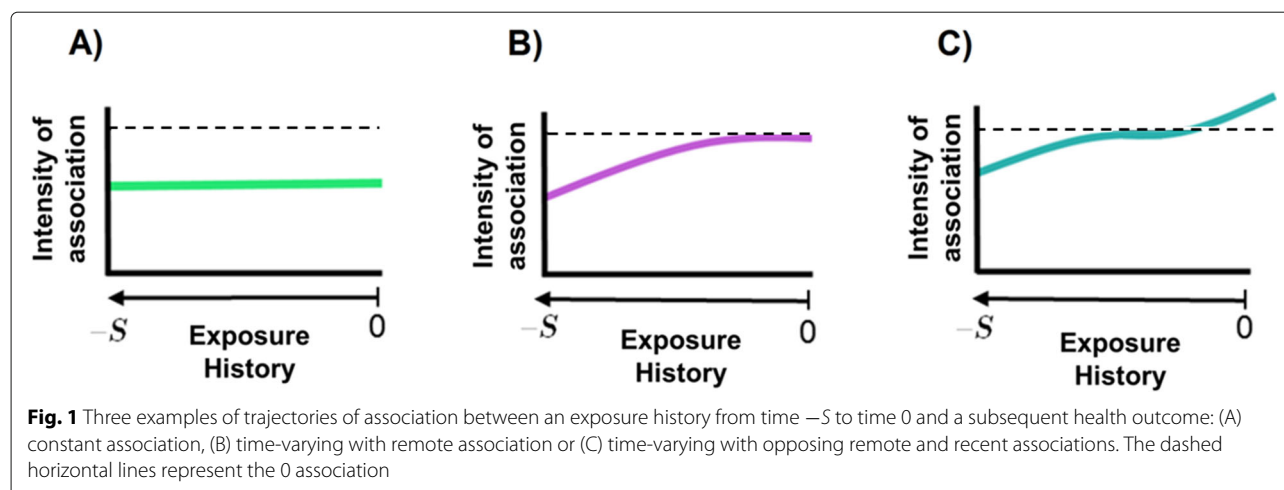 A)
B)
C)
Intensity of
association
Intensity of
association
Intensity of
association
−S
Exposure
History
0
−S
Exposure
History
0
−S
Exposure
History
0
Fig. 1 Three examples of trajectories of association between an exposure history from time −S to time 0 and a subsequent health outcome: (A)
constant association, (B) time-varying with remote association or (C) time-varying with opposing remote and recent associations. The dashed
horizontal lines represent the 0 association